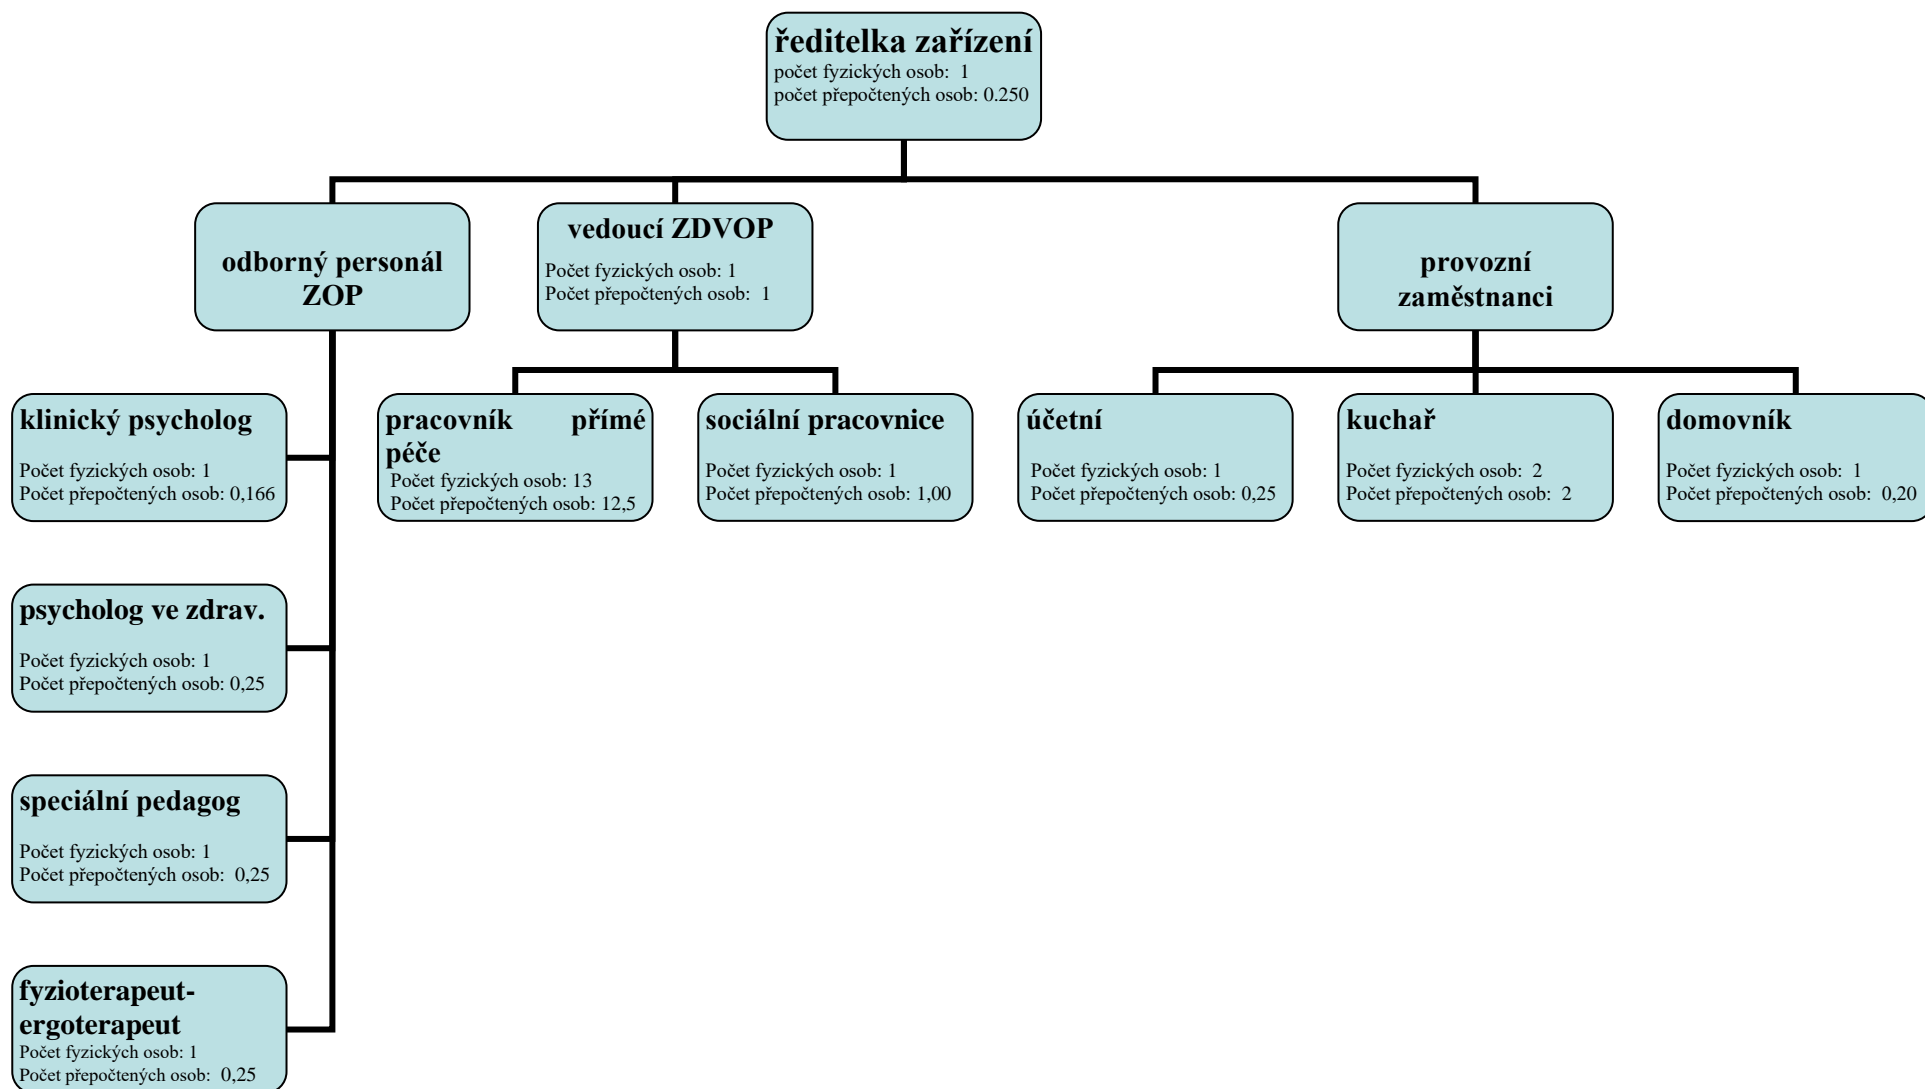 ředitelka zařízení
počet fyzických osob: 1
počet přepočtených osob: 0.250
odborný personál
ZOP
vedoucí ZDVOP
Počet fyzických osob: 1
Počet přepočtených osob: 1
provozní
zaměstnanci
klinický psycholog
Počet fyzických osob: 1
Počet přepočtených osob: 0,166
pracovník přímé
péče
Počet fyzických osob: 13
Počet přepočtených osob: 12,5
sociální pracovnice
Počet fyzických osob: 1
Počet přepočtených osob: 1,00
účetní
Počet fyzických osob: 1
Počet přepočtených osob: 0,25
kuchař
Počet fyzických osob: 2
Počet přepočtených osob: 2
domovník
Počet fyzických osob: 1
Počet přepočtených osob: 0,20
psycholog ve zdrav.
Počet fyzických osob: 1
Počet přepočtených osob: 0,25
speciální pedagog
Počet fyzických osob: 1
Počet přepočtených osob: 0,25
fyzioterapeut-
ergoterapeut
Počet fyzických osob: 1
Počet přepočtených osob: 0,25